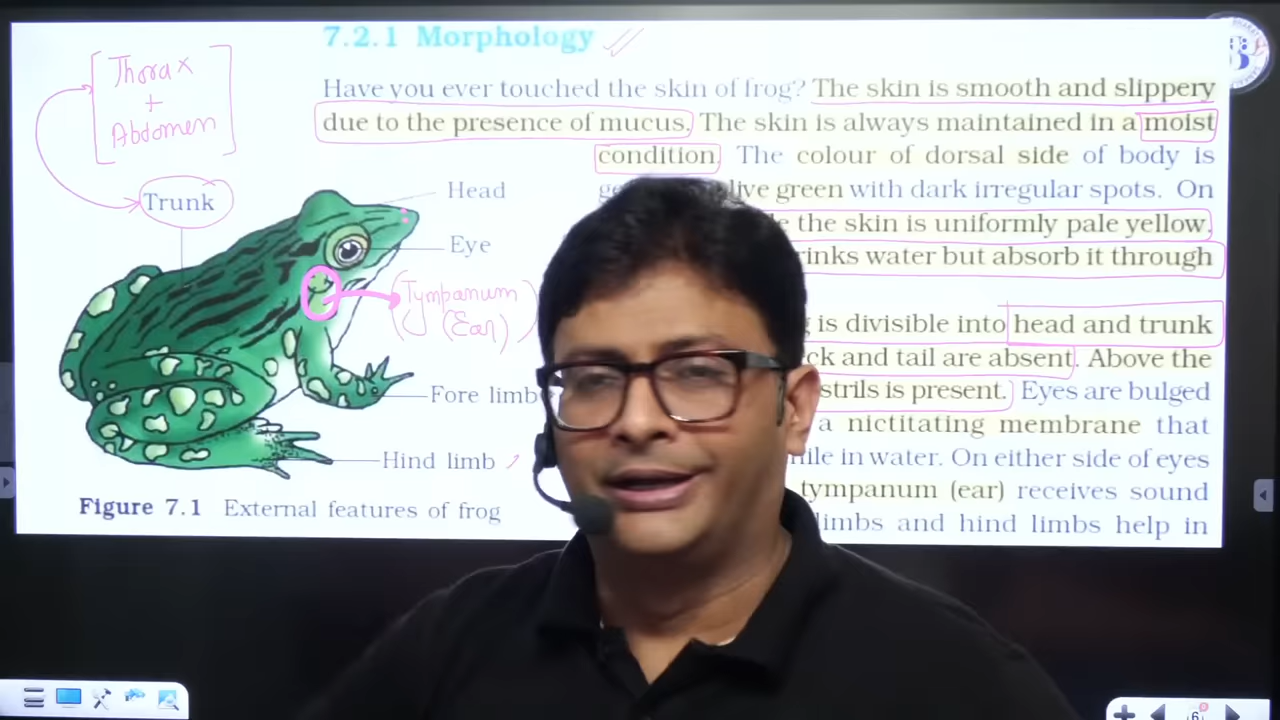 7.2.1 Morphology
Have you ever touched the skin of frog? The skin is smooth and slippery
due to the presence of mucus. The skin is always maintained in a moist
condition. The colour of dorsal side of body is
green with dark irregular spots. On
the skin is uniformly pale yellow.
water but absorb it through
is divisible into head and trunk
and tail are absent. Above the
is present. Eyes are bulged
a nictitating membrane that
in water. On either side of eyes
tympanum (ear) receives sound
limbs and hind limbs help in
Thorax
+
Abdomen
Trunk
Head
Eye
Tympanum
(Ear)
Fore limb
Hind limb
Figure 7.1 External features of frog
6